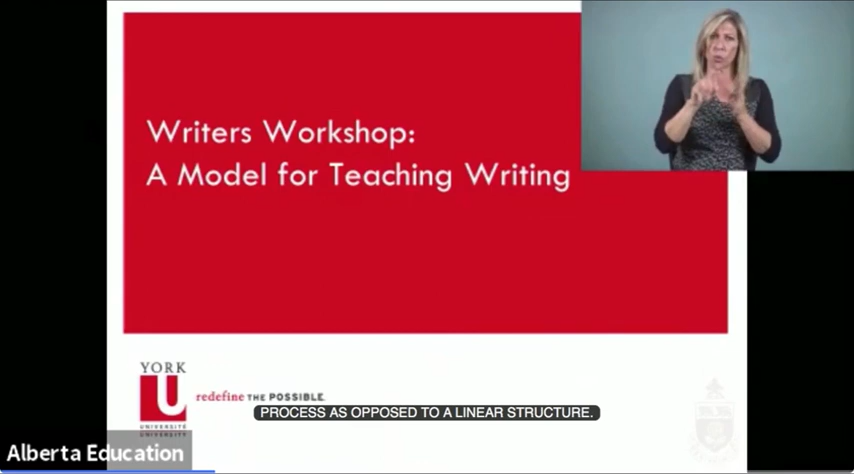 Writers Workshop:
A Model for Teaching Writing
YORK
U
UNIVERSITÉ
UNIVERSITY
redefine THE POSSIBLE.
PROCESS AS OPPOSED TO A LINEAR STRUCTURE.
Alberta Education